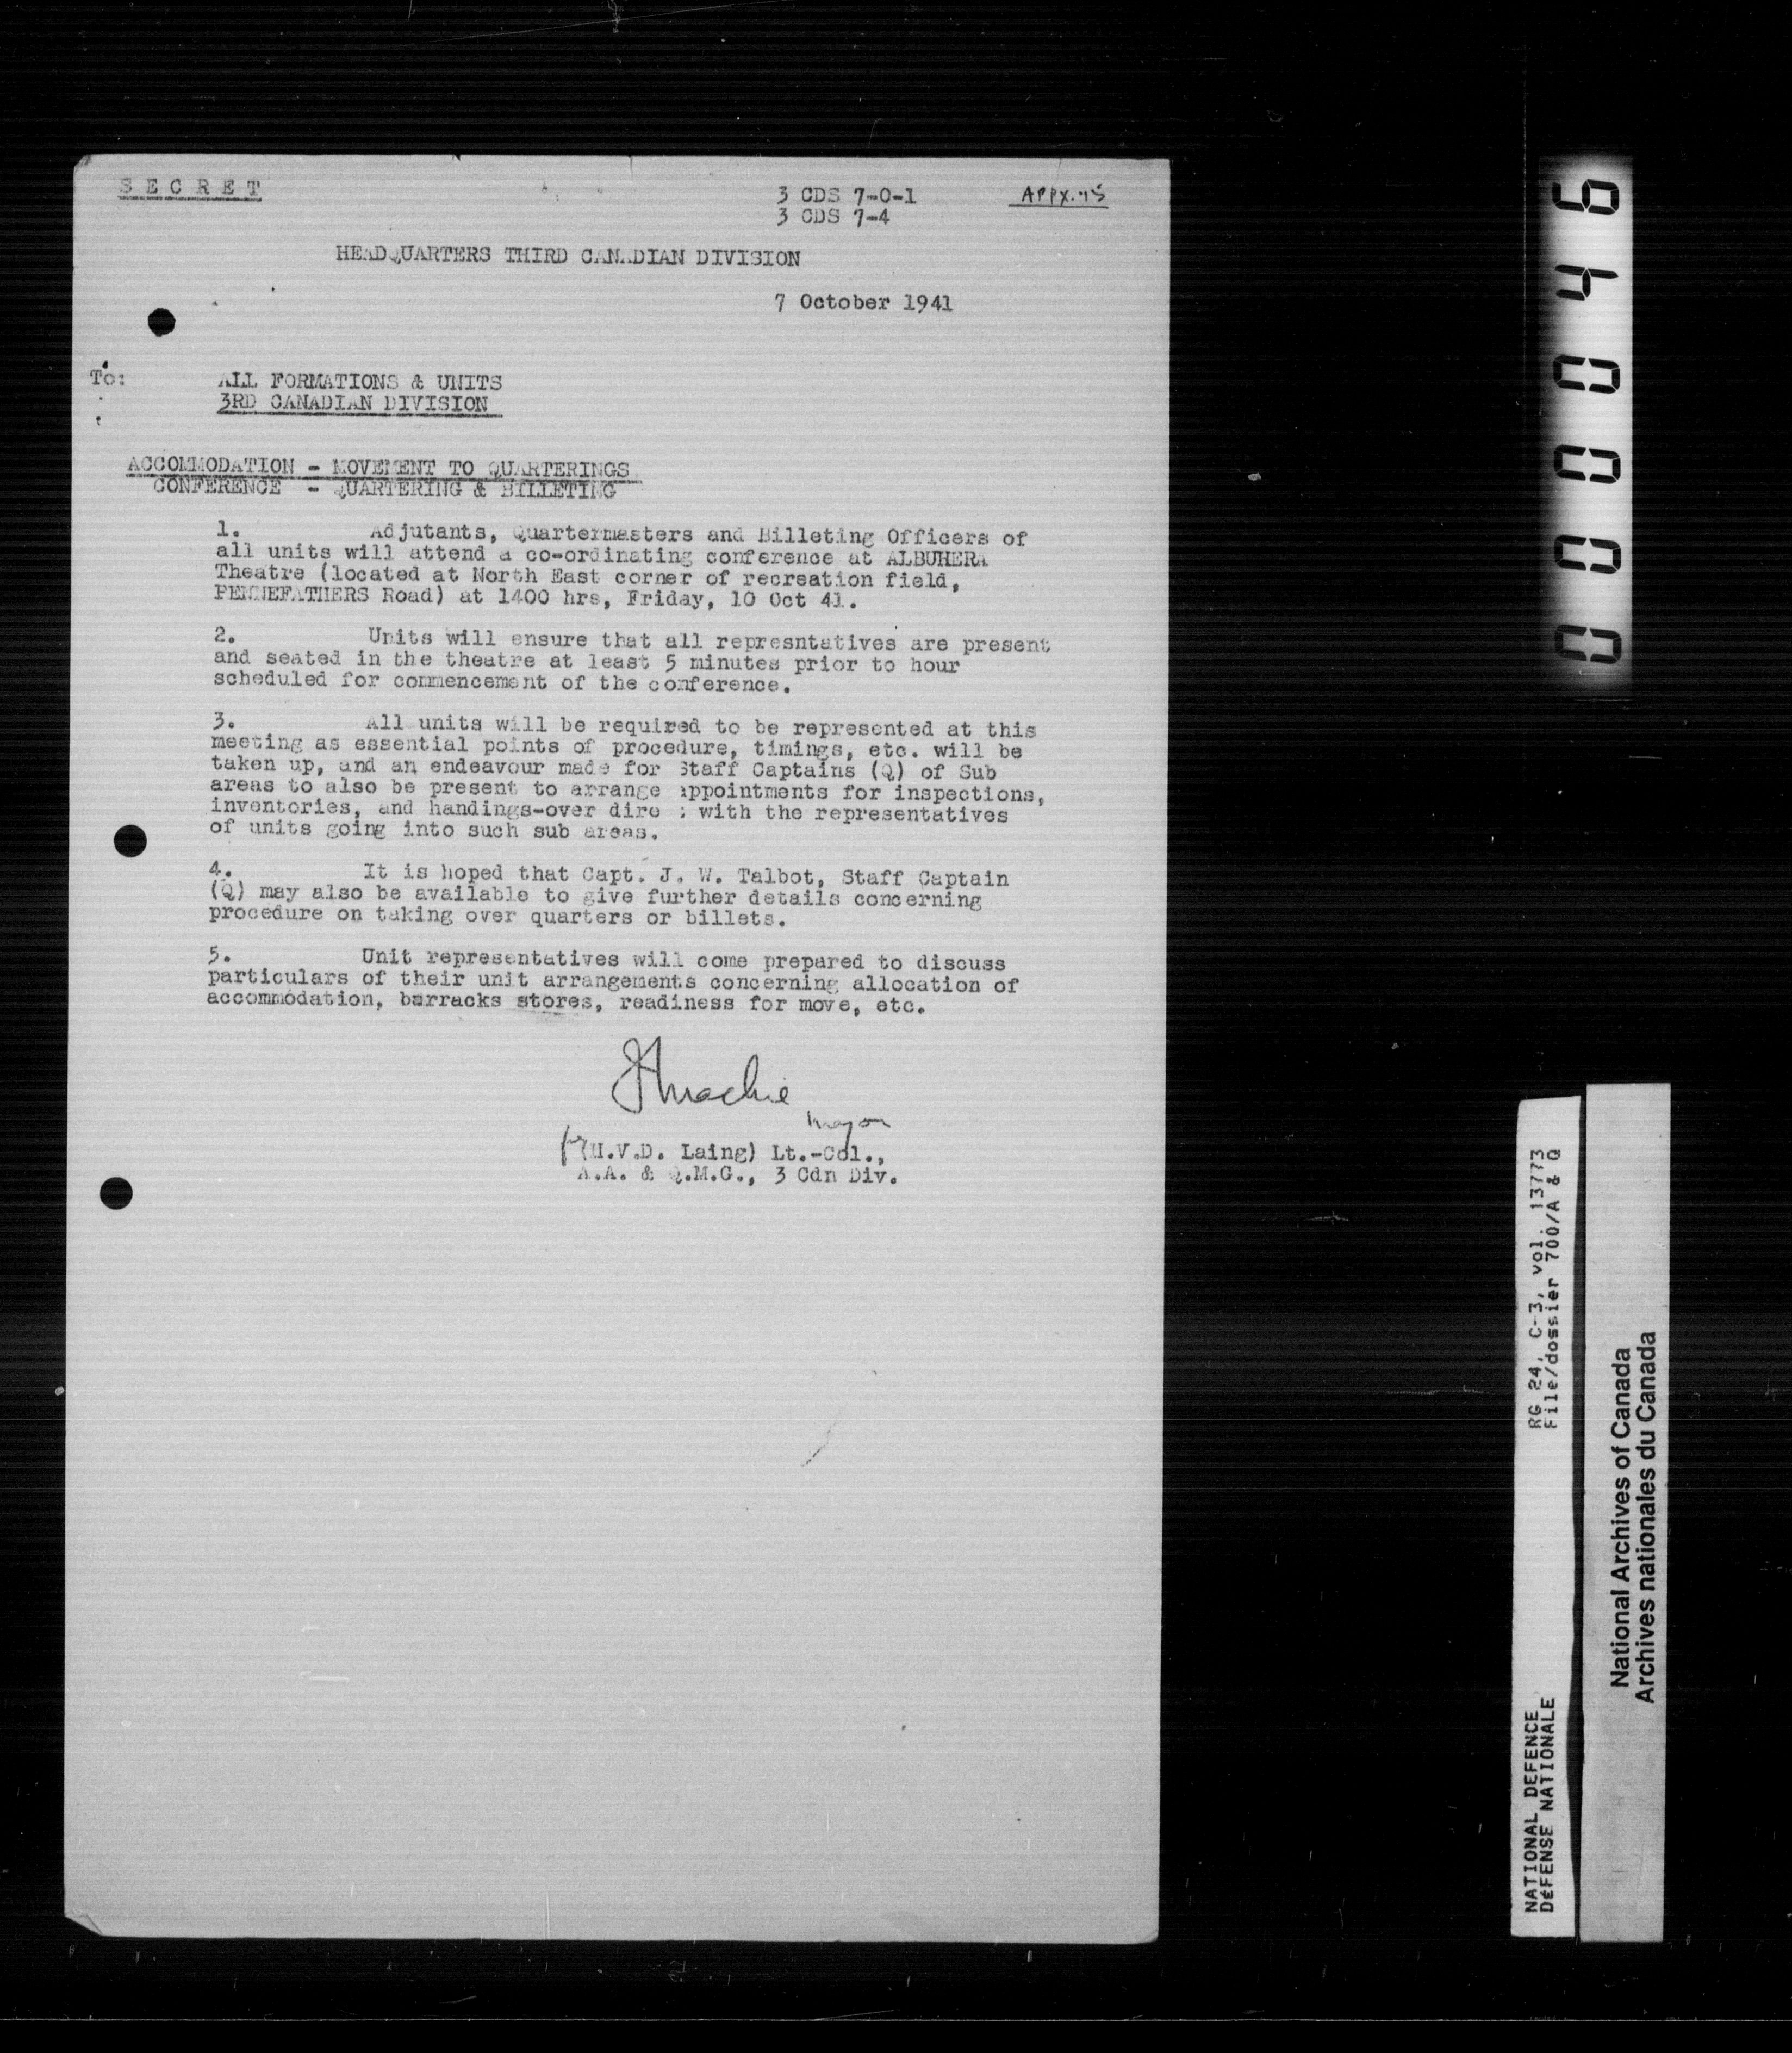 S E C R E T
3 CDS 7-0-1
APPX.
3 CDS 7-4
HEADQUARTERS THIRD CANADIAN DIVISION
7 October 1941
To:
ALL FORMATIONS & UNITS
3RD CANADIAN DIVISION
ACCOMMODATION - MOVEMENT TO QUARTERINGS
CONFERENCE - QUARTERING & BILLETING
1. Adjutants, Quartermasters and Billeting Officers of
all units will attend a co-ordinating conference at ALBUHERA
Theatre (located at North East corner of recreation field,
PENNEFATHERS Road) at 1400 hrs, Friday, 10 Oct 41.
2. Units will ensure that all represntatives are present
and seated in the theatre at least 5 minutes prior to hour
scheduled for commencement of the conference.
3. All units will be required to be represented at this
meeting as essential points of procedure, timings, etc. will be
taken up, and an endeavour made for Staff Captains (Q) of Sub
areas to also be present to arrange appointments for inspections,
inventories, and handings-over dire with the representatives
of units going into such sub areas.
4. It is hoped that Capt. J. W. Talbot, Staff Captain
(Q) may also be available to give further details concerning
procedure on taking over quarters or billets.
5. Unit representatives will come prepared to discuss
particulars of their unit arrangements concerning allocation of
accommodation, barracks stores, readiness for move, etc.
Major
for (H.V.D. Laing) Lt.-Col.,
A.A. & Q.M.G., 3 Cdn Div.
000046
RG 24, C-3, vol. 13773
File/dossier 700/A & Q
NATIONAL DEFENCE
DÉFENSE NATIONALE
National Archives of Canada
Archives nationales du Canada